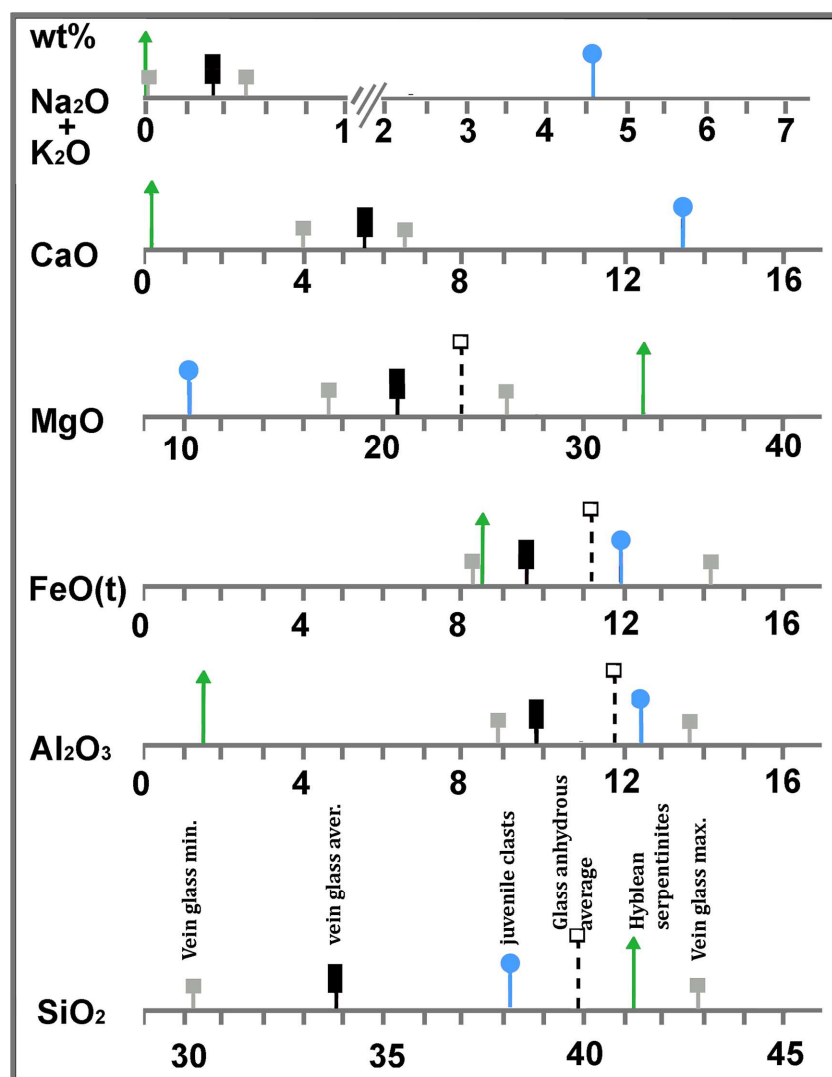 wt%
Na₂O
+
K₂O
0 1 2 3 4 5 6 7
CaO
0 4 8 12 16
MgO
10 20 30 40
FeO(t)
0 4 8 12 16
Al₂O₃
0 4 8 12 16
Vein glass min.
vein glass aver.
juvenile clasts
Glass anhydrous
average
Hyblean
serpentinites
Vein glass max.
SiO₂
30 35 40 45